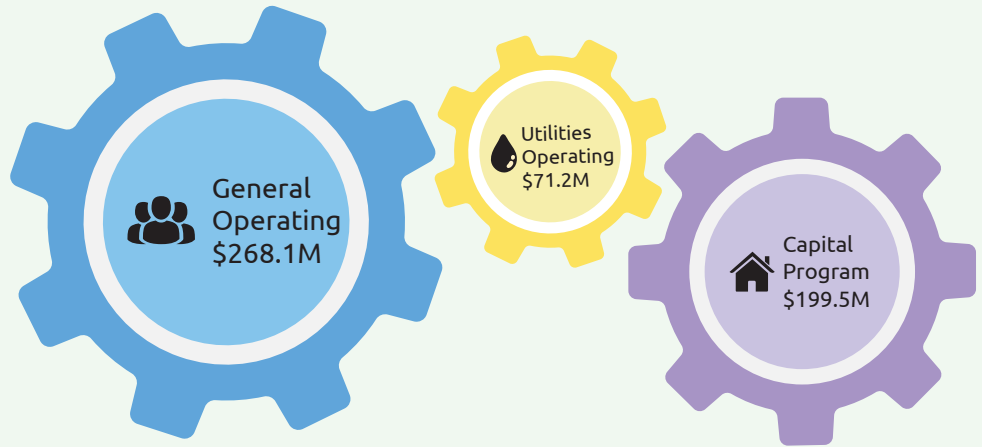 General
Operating
$268.1M
Utilities
Operating
$71.2M
Capital
Program
$199.5M